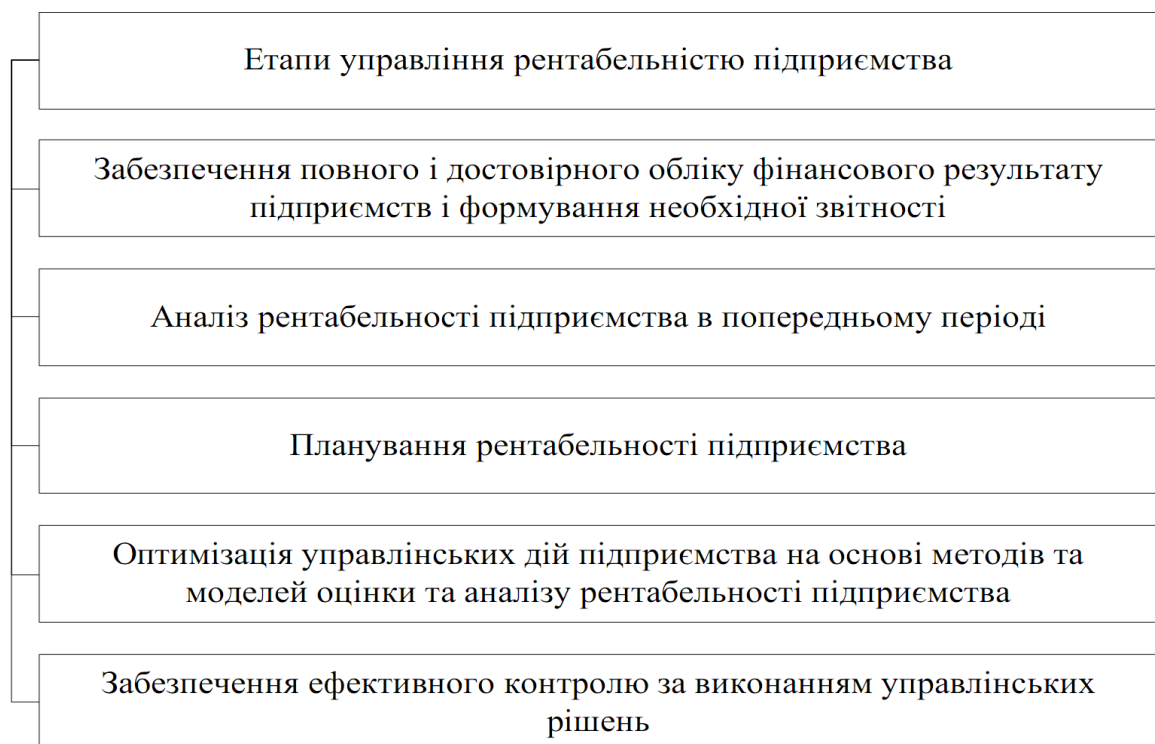 Етапи управління рентабельністю підприємства
Забезпечення повного і достовірного обліку фінансового результату
підприємств і формування необхідної звітності
Аналіз рентабельності підприємства в попередньому періоді
Планування рентабельності підприємства
Оптимізація управлінських дій підприємства на основі методів та
моделей оцінки та аналізу рентабельності підприємства
Забезпечення ефективного контролю за виконанням управлінських
рішень